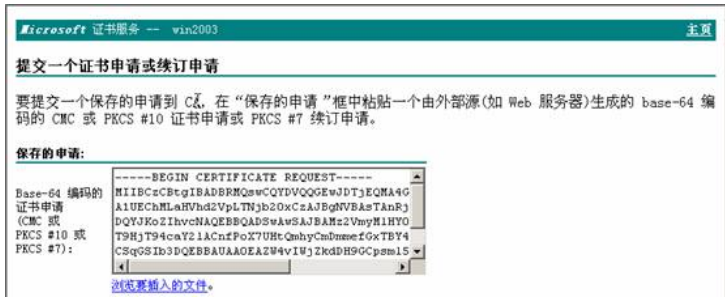 Microsoft 证书服务 -- win2003 主页
提交一个证书申请或续订申请
要提交一个保存的申请到 CA, 在“保存的申请”框中粘贴一个由外部源(如 Web 服务器)生成的 base-64 编
码的 CMC 或 PKCS #10 证书申请或 PKCS #7 续订申请。
保存的申请:
-----BEGIN CERTIFICATE REQUEST-----
Base-64 编码的
证书申请
(CMC 或
PKCS #10 或
PKCS #7):
MIIBCzCBtgIBADBRMQswCQYDVQQGEwJDTjEQMA4G
A1UEChMLaHVhd2VpLTNjb20xCzAJBgNVBAsTAnRj
DQYJKoZIhvcNAQEBBQADSwAwSAJBAMz2VmyM1HYO
T9HjT94caY21ACnfPoX7UHtQmhyCmDmmefGxTBY4
CSqGSIb3DQEBBAUAA0EAZW4vIWjZkdDH9GCpsm15
浏览要插入的文件。